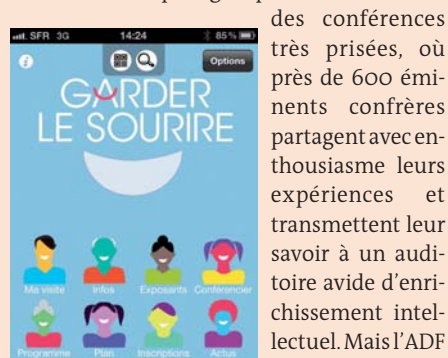 des conférences
très prisées, où
près de 600 émi-
nents confrères
partagent avec en-
thousiasme leurs
expériences et
transmettent leur
savoir à un audi-
toire avide d'enri-
chissement intel-
lectuel. Mais l'ADF
SFR 3G 14:24 85 %
Options
GARDER
LE SOURIRE
Ma visite Infos Exposants Conférencier
Programme Plan Inscriptions Actus